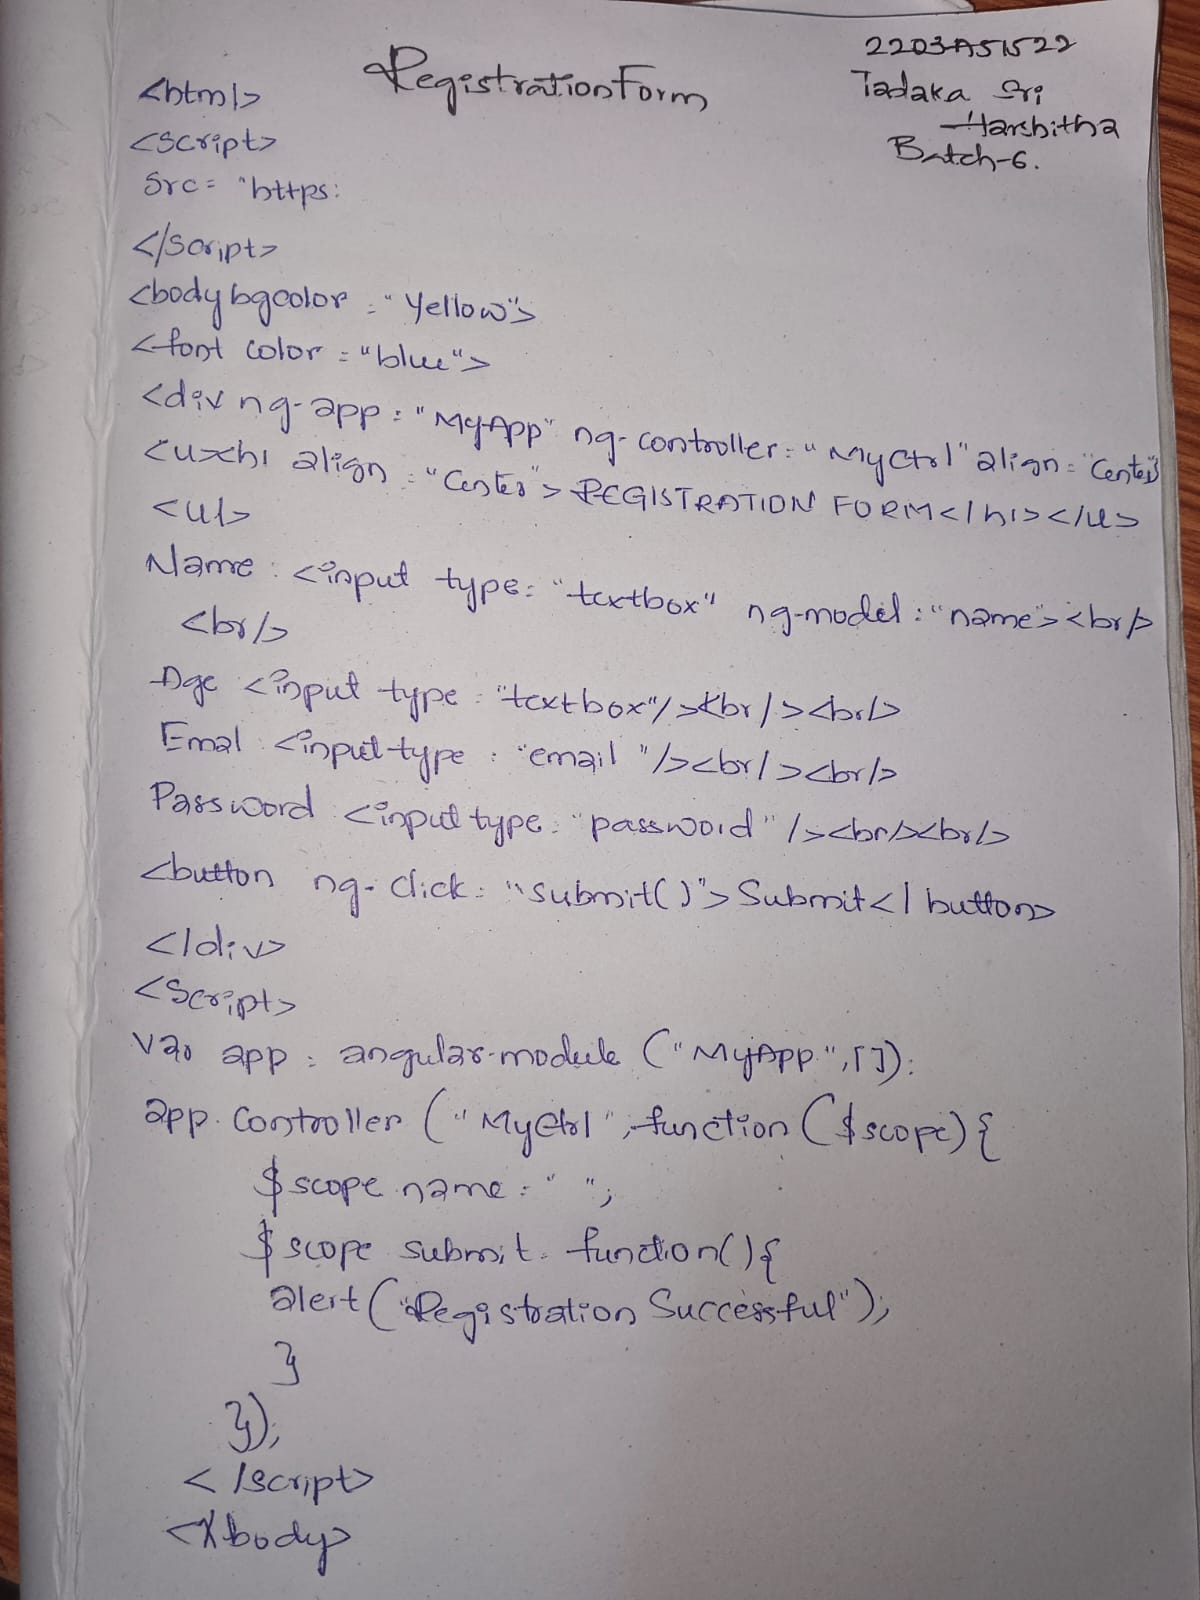 Registration Form
2203A51522
Tadaka Sri
Harshitha
Batch-6.
<html>
<script>
Src = "https:
</script>
<body bgcolor = "Yellow">
<font color = "blue">
<div ng-app = "MyApp" ng-controller = "MyCtrl" align = "Center">
<u><h1 align = "Center"> REGISTRATION FORM</h1></u>
<ul>
Name : <input type = "textbox" ng-model = "name"><br/>
<br/>
Age <input type = "textbox"/><br/><br/>
Emal : <input type = "email"/><br/><br/>
Password <input type = "password" /><br/><br/>
<button ng-click = "submit()">Submit</button>
</div>
<Script>
Var app = angular-module ("MyApp",[]);
app.controller ("MyCtrl", function ($scope) {
$scope name = " ";
$scope submit = function(){
alert("Registration Successful");
}
});
</script>
</body>